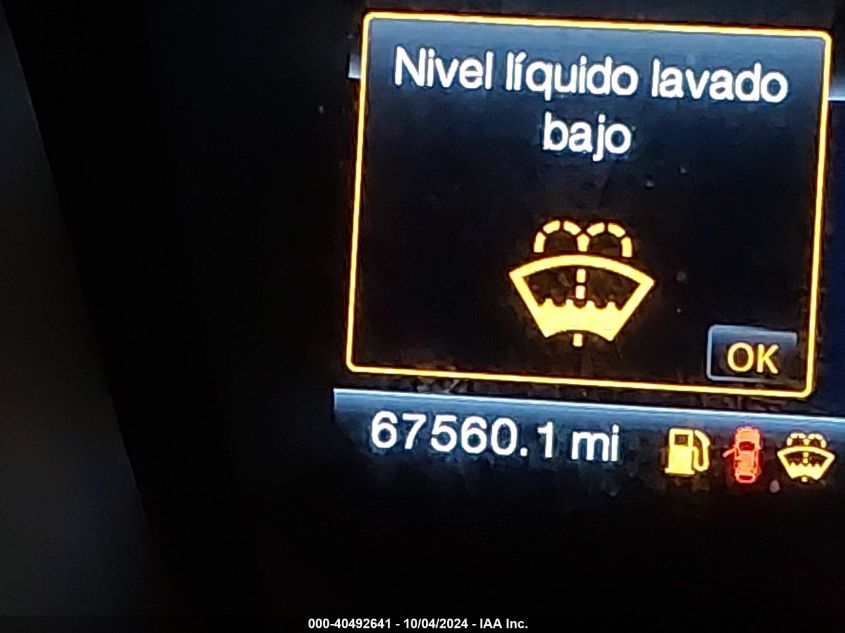 Nivel líquido lavado
bajo
OK
67560.1 mi
000-40492641 - 10/04/2024 - IAA Inc.